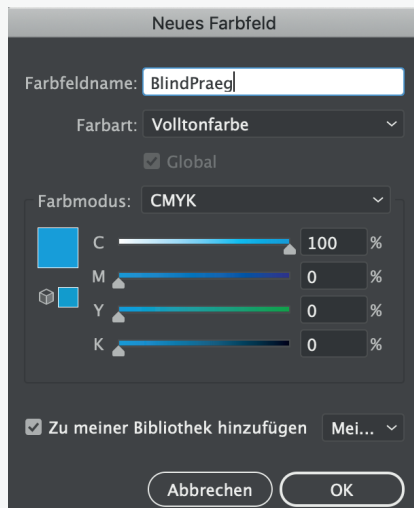 Neues Farbfeld
Farbfeldname: BlindPraeg
Farbart: Volltonfarbe
Global
Farbmodus: CMYK
C 100 %
M 0 %
Y 0 %
K 0 %
Zu meiner Bibliothek hinzufügen Mei...
Abbrechen OK